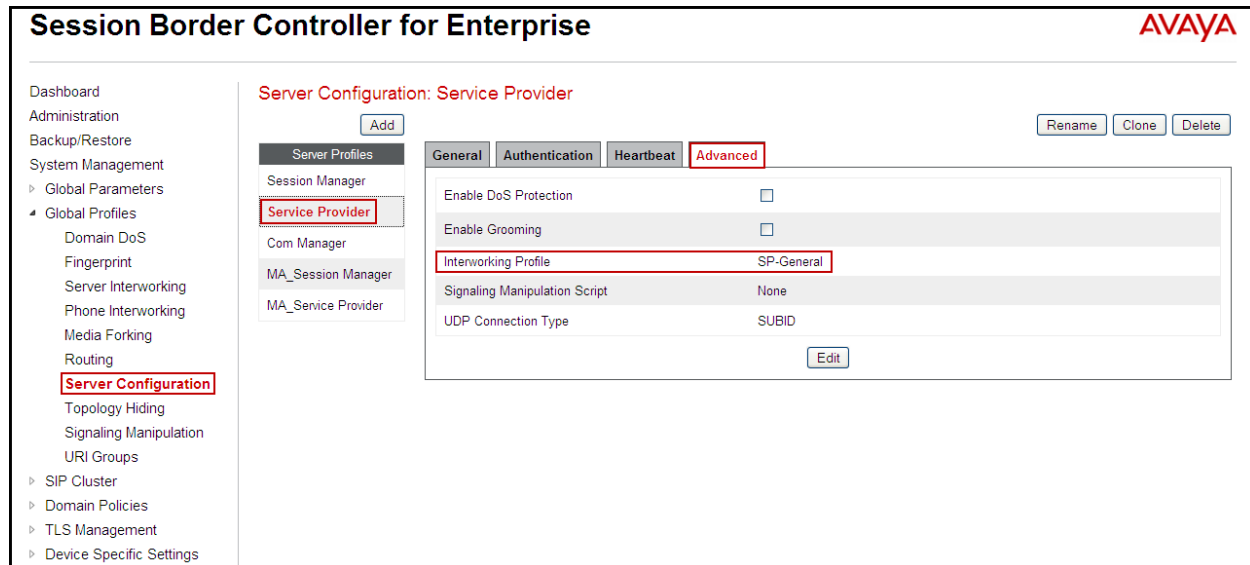 Session Border Controller for Enterprise
AVAYA
Dashboard
Administration
Backup/Restore
System Management
Global Parameters
Global Profiles
Domain DoS
Fingerprint
Server Interworking
Phone Interworking
Media Forking
Routing
Server Configuration
Topology Hiding
Signaling Manipulation
URI Groups
SIP Cluster
Domain Policies
TLS Management
Device Specific Settings
Server Configuration: Service Provider
Add
Rename Clone Delete
Server Profiles
Session Manager
Service Provider
Com Manager
MA_Session Manager
MA_Service Provider
General Authentication Heartbeat Advanced
Enable DoS Protection
Enable Grooming
Interworking Profile SP-General
Signaling Manipulation Script None
UDP Connection Type SUBID
Edit